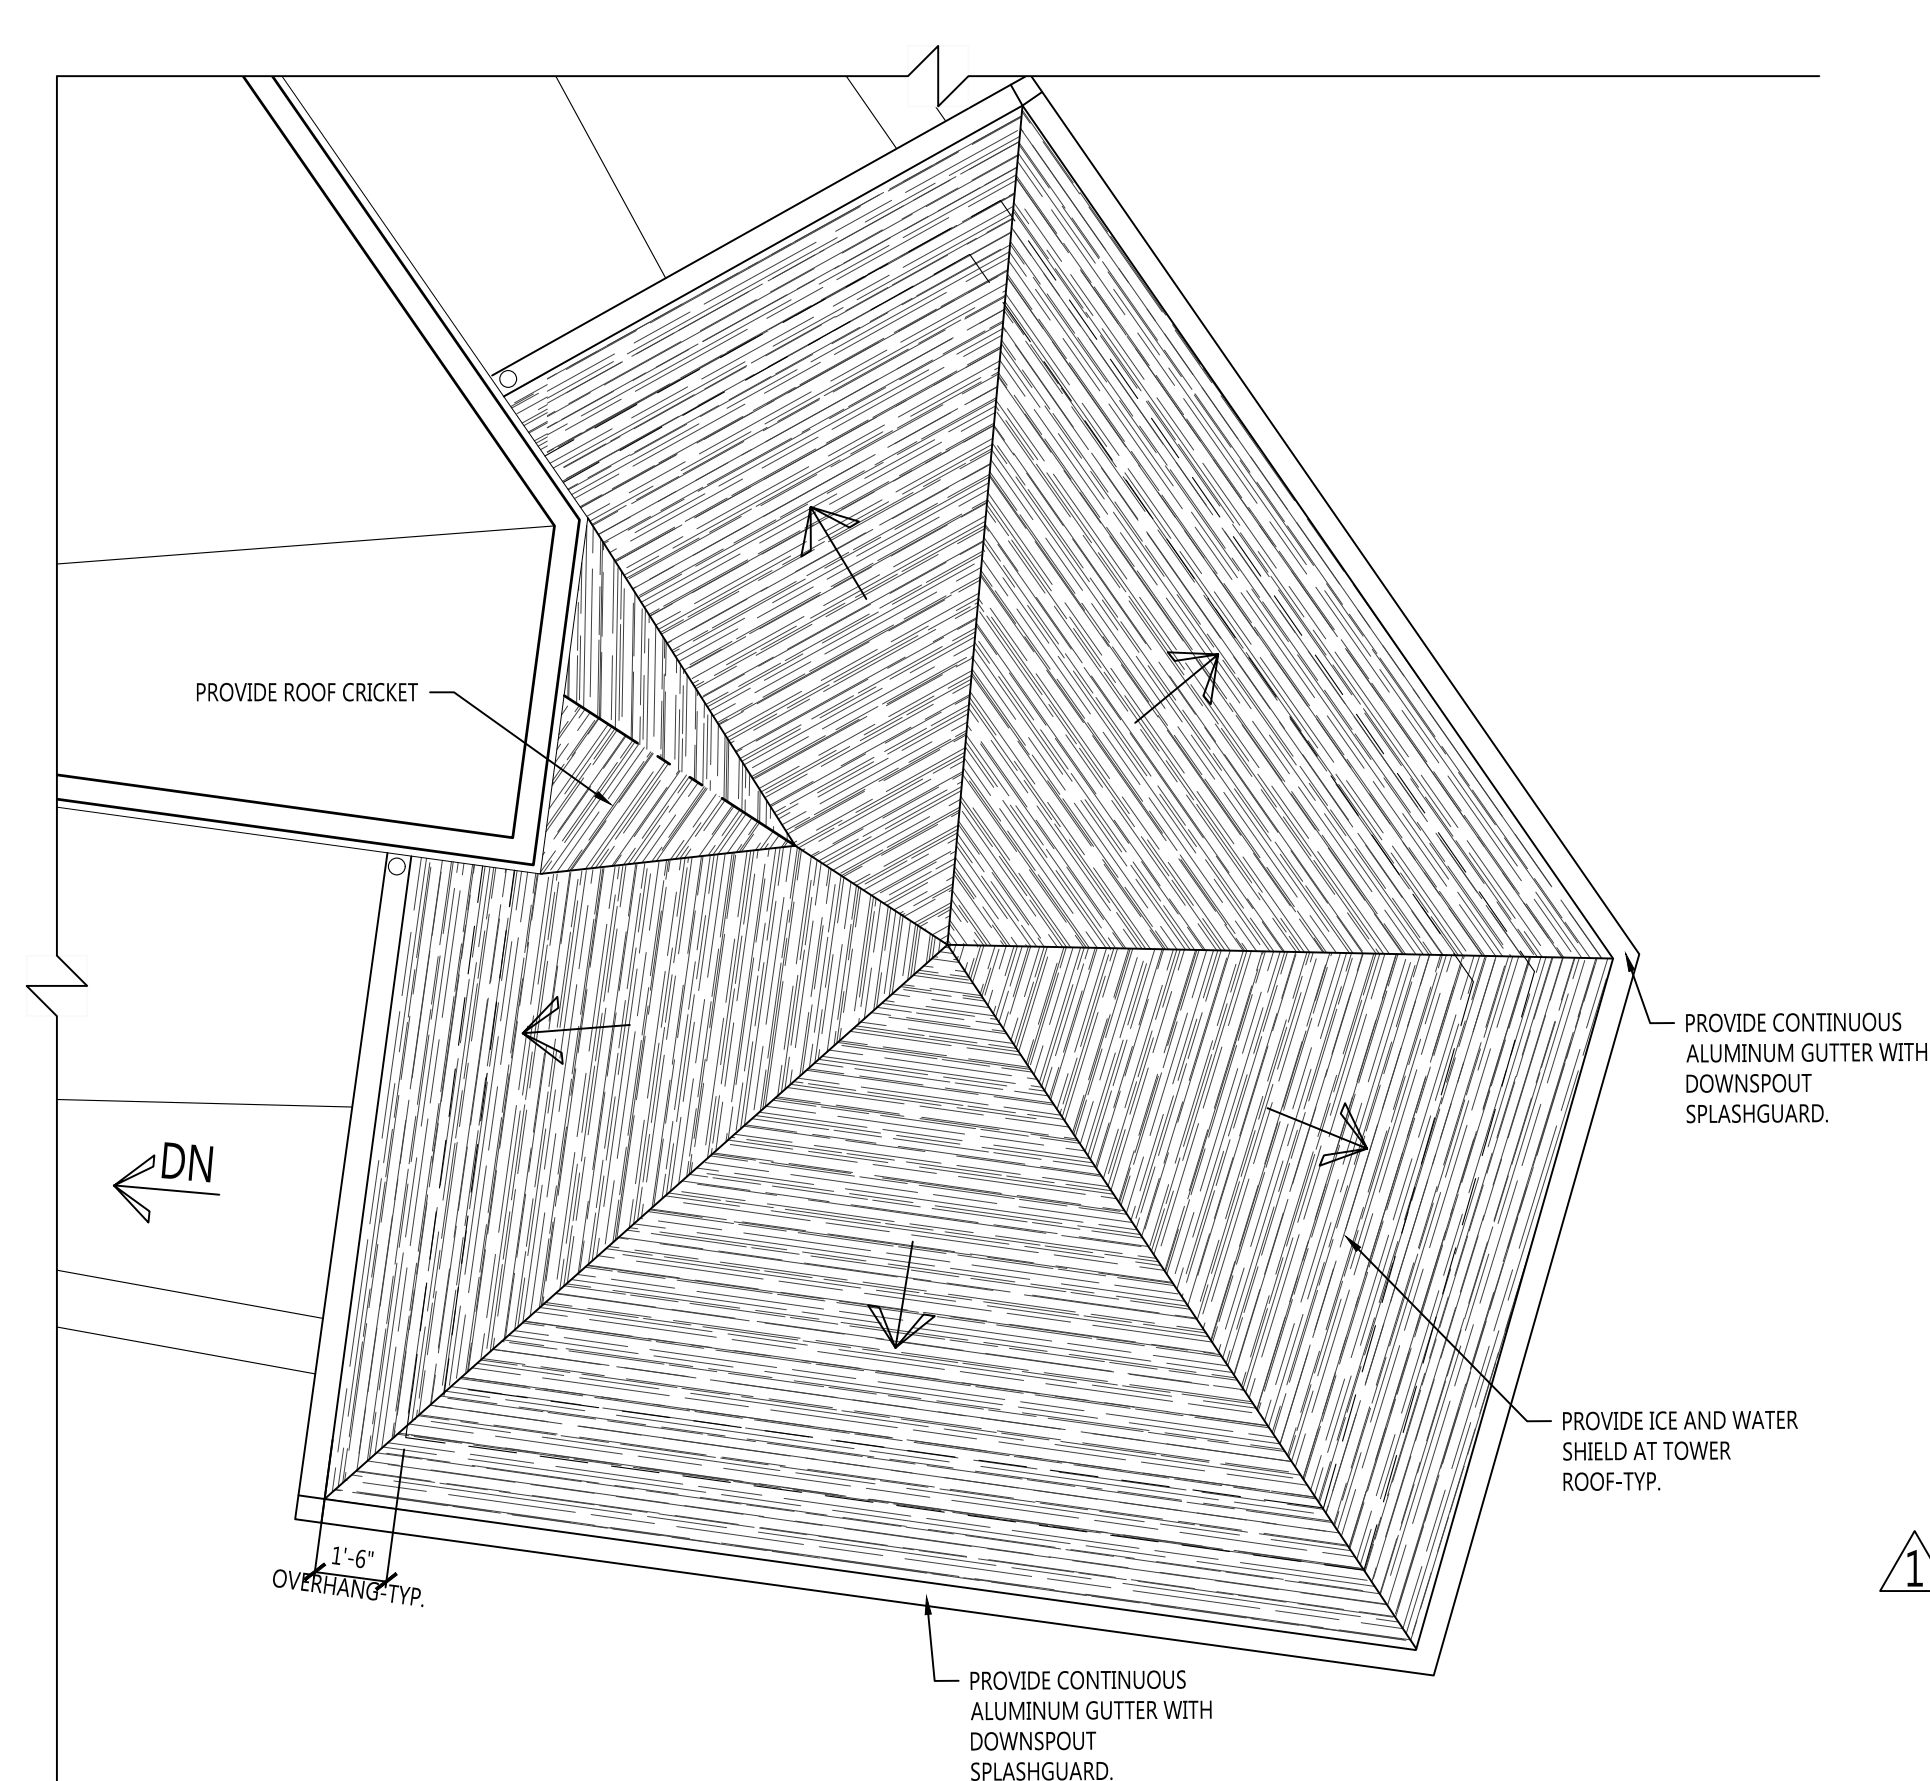 PROVIDE ROOF CRICKET
PROVIDE CONTINUOUS
ALUMINUM GUTTER WITH
DOWNSPOUT
SPLASHGUARD.
DN
PROVIDE ICE AND WATER
SHIELD AT TOWER
ROOF-TYP.
1'-6"
OVERHANG-TYP.
1
PROVIDE CONTINUOUS
ALUMINUM GUTTER WITH
DOWNSPOUT
SPLASHGUARD.